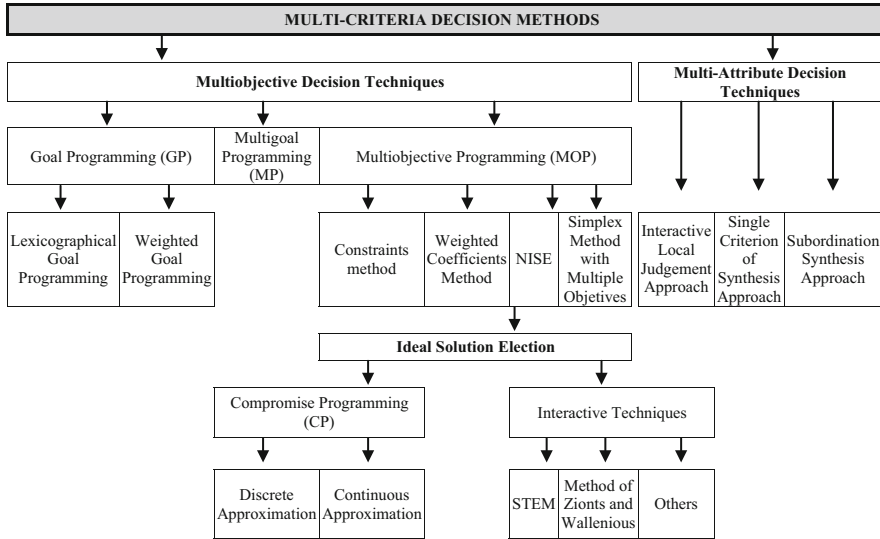 MULTI-CRITERIA DECISION METHODS
Multiobjective Decision Techniques
Multi-Attribute Decision
Techniques
Goal Programming (GP)
Multigoal
Programming
(MP)
Multiobjective Programming (MOP)
Lexicographical
Goal
Programming
Weighted
Goal
Programming
Constraints
method
Weighted
Coefficients
Method
NISE
Simplex
Method
with
Multiple
Objetives
Interactive
Local
Judgement
Approach
Single
Criterion
of
Synthesis
Approach
Subordination
Synthesis
Approach
Ideal Solution Election
Compromise Programming
(CP)
Interactive Techniques
Discrete
Approximation
Continuous
Approximation
STEM
Method of
Zionts and
Wallenious
Others